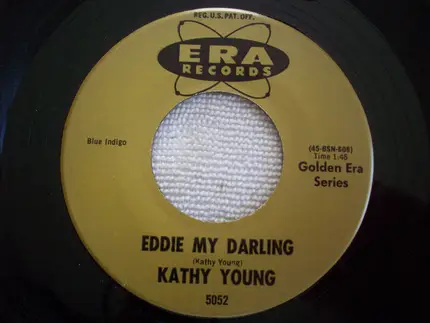 REG. U.S. PAT. OFF.
ERA
RECORDS
Blue Indigo
(45-BSN-608)
Time 1:45
Golden Era
Series
EDDIE MY DARLING
(Kathy Young)
KATHY YOUNG
5052